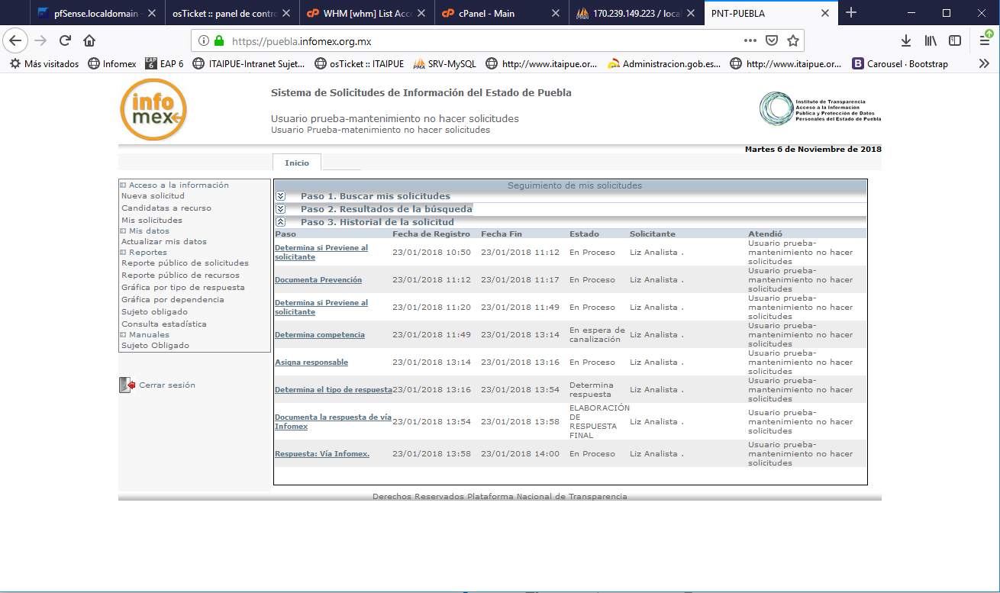 pfSense.localdomain -
osTicket :: panel de contro
WHM [whm] List Acco
cPanel - Main
170.239.149.223 / local
PNT-PUEBLA
https://puebla.infomex.org.mx
Más visitados
Infomex
EAP 6
ITAIPUE-Intranet Sujet...
osTicket :: ITAIPUE
SRV-MySQL
http://www.itaipue.or...
Administracion.gob.es...
http://www.itaipue.or...
Carousel · Bootstrap
info
mex
Sistema de Solicitudes de Información del Estado de Puebla
Usuario prueba-mantenimiento no hacer solicitudes
Usuario Prueba-matenimiento no hacer solicitudes
Instituto de Transparencia
Acceso a la Información
Pública y Protección de Datos
Personales del Estado de Puebla
Martes 6 de Noviembre de 2018
Inicio
Acceso a la información
Nueva solicitud
Candidatas a recurso
Mis solicitudes
Mis datos
Actualizar mis datos
Reportes
Reporte público de solicitudes
Reporte público de recursos
Gráfica por tipo de respuesta
Gráfica por dependencia
Sujeto obligado
Consulta estadística
Manuales
Sujeto Obligado
Cerrar sesión
Seguimiento de mis solicitudes
Paso 1. Buscar mis solicitudes
Paso 2. Resultados de la búsqueda
Paso 3. Historial de la solicitud
Paso Fecha de Registro Fecha Fin Estado Solicitante Atendió
Determina si Previene al solicitante 23/01/2018 10:50 23/01/2018 11:12 En Proceso Liz Analista . Usuario prueba-mantenimiento no hacer solicitudes
Documenta Prevención 23/01/2018 11:12 23/01/2018 11:17 En Proceso Liz Analista . Usuario prueba-mantenimiento no hacer solicitudes
Determina si Previene al solicitante 23/01/2018 11:20 23/01/2018 11:49 En Proceso Liz Analista . Usuario prueba-mantenimiento no hacer solicitudes
Determina competencia 23/01/2018 11:49 23/01/2018 13:14 En espera de canalización Liz Analista . Usuario prueba-mantenimiento no hacer solicitudes
Asigna responsable 23/01/2018 13:14 23/01/2018 13:16 En Proceso Liz Analista . Usuario prueba-mantenimiento no hacer solicitudes
Determina el tipo de respuesta 23/01/2018 13:16 23/01/2018 13:54 Determina respuesta Liz Analista . Usuario prueba-mantenimiento no hacer solicitudes
Documenta la respuesta de vía Infomex 23/01/2018 13:54 23/01/2018 13:58 ELABORACIÓN DE RESPUESTA FINAL Liz Analista . Usuario prueba-mantenimiento no hacer solicitudes
Respuesta: Vía Infomex. 23/01/2018 13:58 23/01/2018 14:00 En Proceso Liz Analista . Usuario prueba-mantenimiento no hacer solicitudes
Derechos Reservados Plataforma Nacional de Transparencia